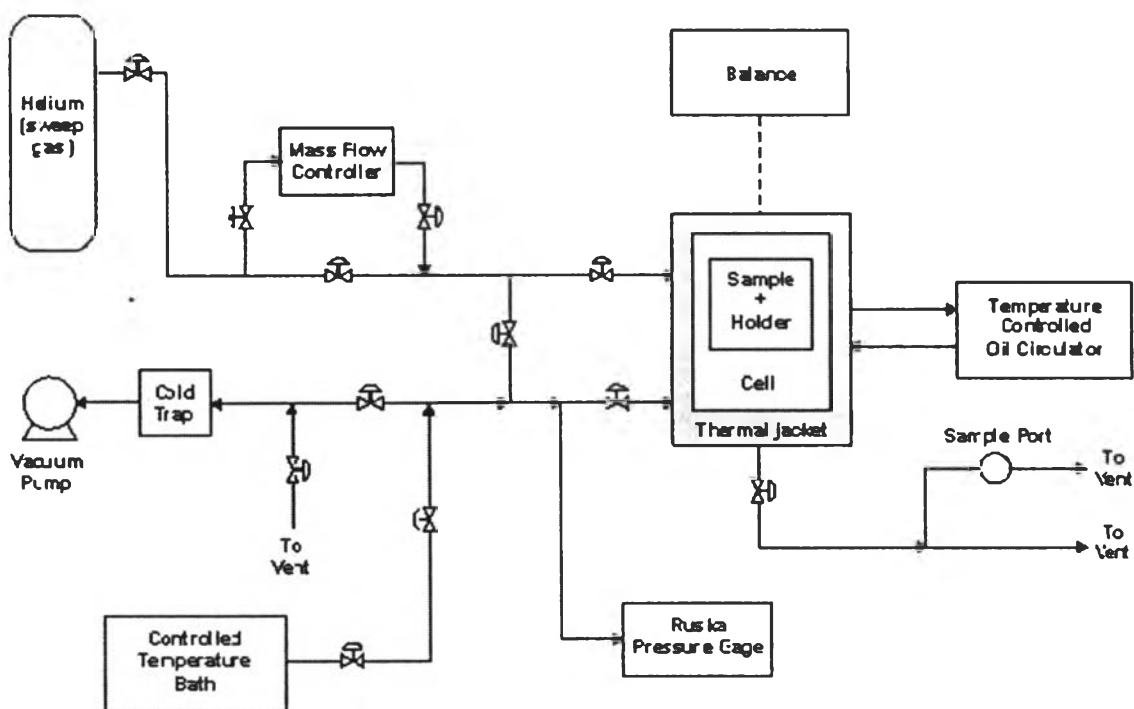 Helium
(sweep
gas)
Balance
Mass Flow
Controller
Sample
+
Holder
Cell
Thermal Jacket
Temperature
Controlled
Oil Circulator
Cold
Trap
Vacuum
Pump
To
Vent
Sample Port
To
Vent
To
Vent
Controlled
Temperature
Bath
Ruska
Pressure Gage